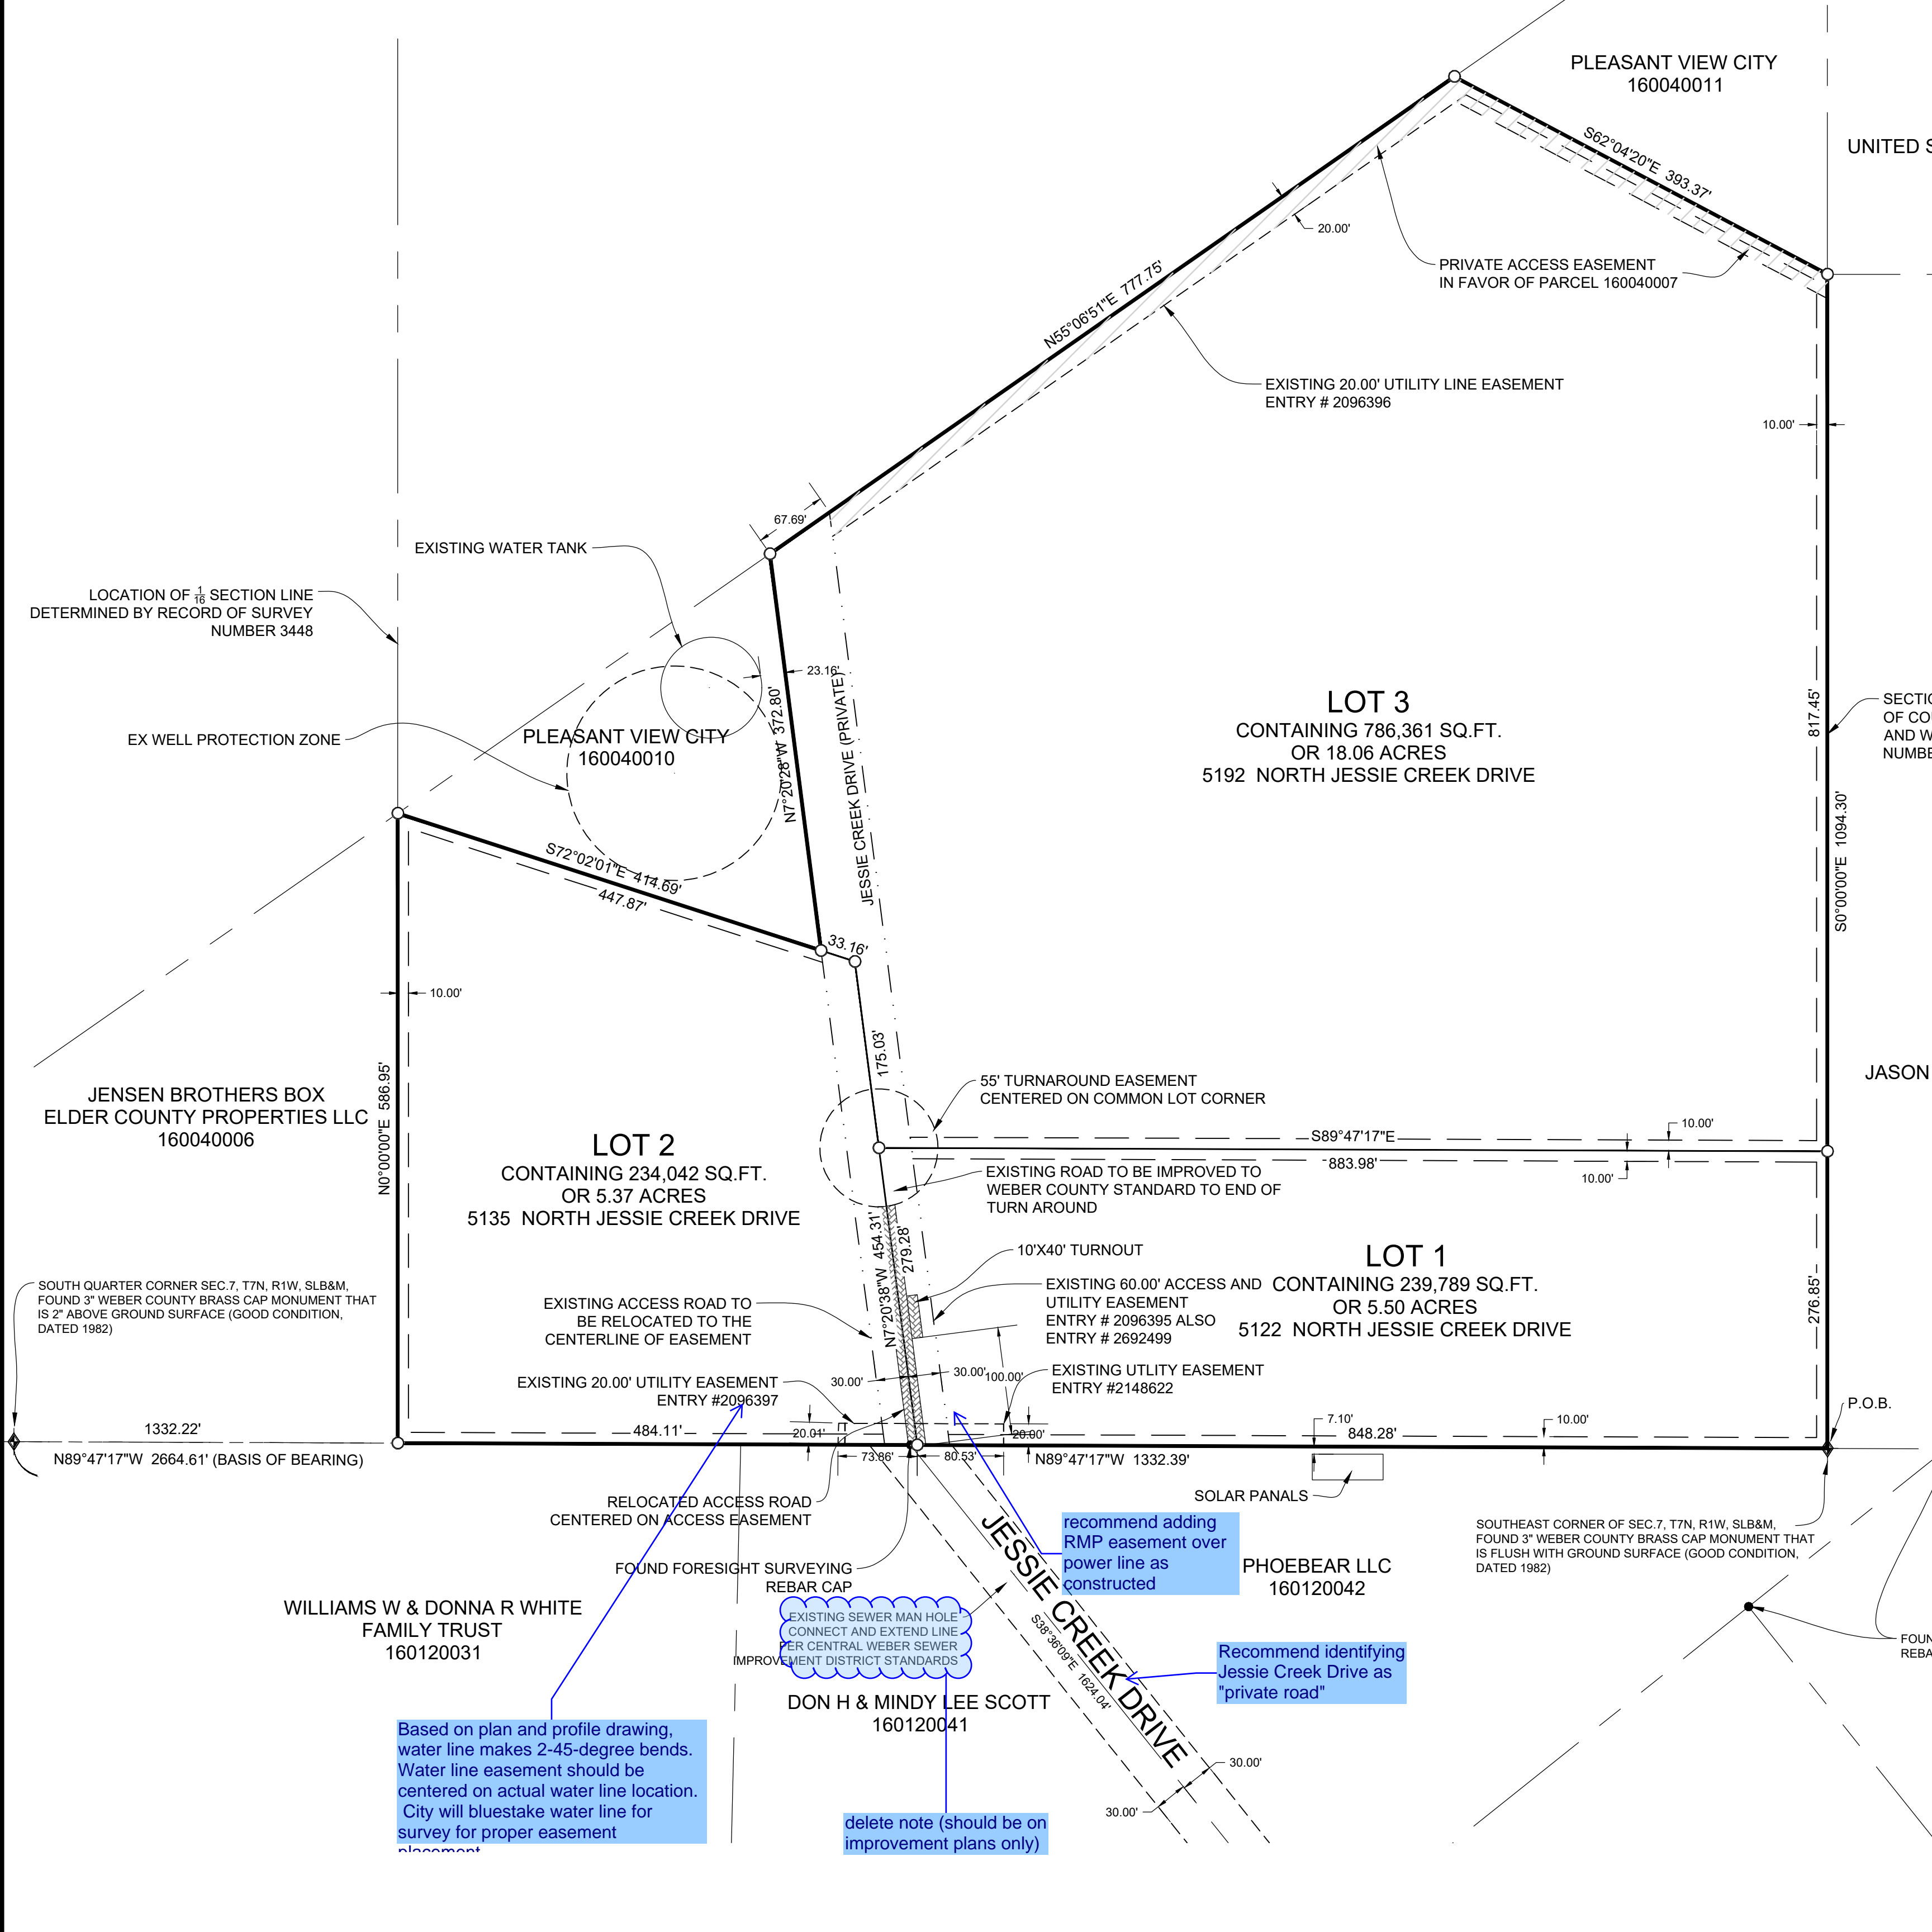 PLEASANT VIEW CITY
160040011
UNITED S
S62°04'20"E 393.37'
20.00'
PRIVATE ACCESS EASEMENT
IN FAVOR OF PARCEL 160040007
N55°06'51"E 777.75'
EXISTING 20.00' UTILITY LINE EASEMENT
ENTRY # 2096396
10.00'
67.69'
EXISTING WATER TANK
LOCATION OF 1/16 SECTION LINE
DETERMINED BY RECORD OF SURVEY
NUMBER 3448
23.16'
EX WELL PROTECTION ZONE
PLEASANT VIEW CITY
160040010
N7°20'28"W 372.80'
JESSIE CREEK DRIVE (PRIVATE)
LOT 3
CONTAINING 786,361 SQ.FT.
OR 18.06 ACRES
5192 NORTH JESSIE CREEK DRIVE
817.45'
SECTIO
OF CO
AND W
NUMBE
S0°00'00"E 1094.30'
S72°02'01"E 414.69'
447.87'
33.16'
10.00'
175.03'
N0°00'00"E 586.95'
JENSEN BROTHERS BOX
ELDER COUNTY PROPERTIES LLC
160040006
JASON
55' TURNAROUND EASEMENT
CENTERED ON COMMON LOT CORNER
S89°47'17"E
883.98'
10.00'
10.00'
LOT 2
CONTAINING 234,042 SQ.FT.
OR 5.37 ACRES
5135 NORTH JESSIE CREEK DRIVE
EXISTING ROAD TO BE IMPROVED TO
WEBER COUNTY STANDARD TO END OF
TURN AROUND
N7°20'38"W 454.31'
279.28'
10'X40' TURNOUT
LOT 1
CONTAINING 239,789 SQ.FT.
OR 5.50 ACRES
5122 NORTH JESSIE CREEK DRIVE
276.85'
SOUTH QUARTER CORNER SEC.7, T7N, R1W, SLB&M,
FOUND 3" WEBER COUNTY BRASS CAP MONUMENT THAT
IS 2" ABOVE GROUND SURFACE (GOOD CONDITION,
DATED 1982)
EXISTING ACCESS ROAD TO
BE RELOCATED TO THE
CENTERLINE OF EASEMENT
EXISTING 60.00' ACCESS AND
UTILITY EASEMENT
ENTRY # 2096395 ALSO
ENTRY # 2692499
EXISTING 20.00' UTILITY EASEMENT
ENTRY #2096397
30.00'
30.00'
100.00'
EXISTING UTLITY EASEMENT
ENTRY #2148622
P.O.B.
1332.22'
N89°47'17"W 2664.61' (BASIS OF BEARING)
484.11'
20.01'
73.86'
80.53'
20.00'
N89°47'17"W 1332.39'
7.10'
848.28'
10.00'
SOLAR PANALS
RELOCATED ACCESS ROAD
CENTERED ON ACCESS EASEMENT
FOUND FORESIGHT SURVEYING
REBAR CAP
recommend adding
RMP easement over
power line as
constructed
PHOEBEAR LLC
160120042
SOUTHEAST CORNER OF SEC.7, T7N, R1W, SLB&M,
FOUND 3" WEBER COUNTY BRASS CAP MONUMENT THAT
IS FLUSH WITH GROUND SURFACE (GOOD CONDITION,
DATED 1982)
WILLIAMS W & DONNA R WHITE
FAMILY TRUST
160120031
EXISTING SEWER MAN HOLE
CONNECT AND EXTEND LINE
PER CENTRAL WEBER SEWER
IMPROVEMENT DISTRICT STANDARDS
JESSIE CREEK DRIVE
S38°36'09"E 1624.04'
Recommend identifying
Jessie Creek Drive as
"private road"
FOUN
REBA
DON H & MINDY LEE SCOTT
160120041
Based on plan and profile drawing,
water line makes 2-45-degree bends.
Water line easement should be
centered on actual water line location.
City will bluestake water line for
survey for proper easement
placement
30.00'
30.00'
delete note (should be on
improvement plans only)